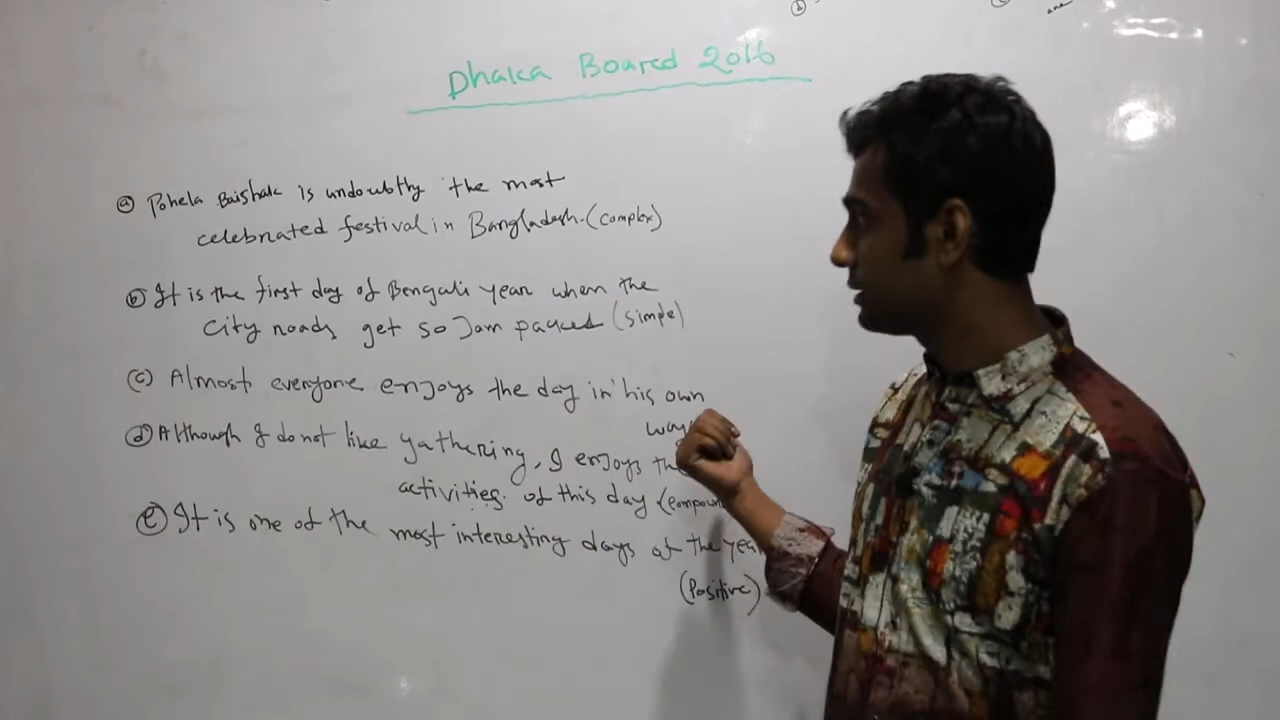 Dhaka Board 2016
ⓐ Pohela Baishak is undoubtly the most
celebrated festival in Bangladesh. (complex)
ⓑ It is the first day of Bengali year when the
city roads get so Jam packed (simple)
(c) Almost everyone enjoys the day in his own
way
ⓓ Although I do not like gathering, I enjoys the
activities. of this day (compoun
ⓔ It is one of the most interesting days of the year
(Positive)